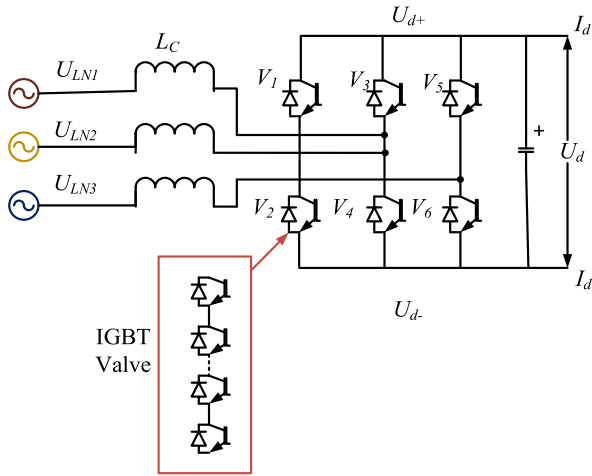 U_d+
I_d
L_C
U_LN1
V_1
V_3
V_5
U_LN2
+
U_d
U_LN3
V_2
V_4
V_6
I_d
U_d-
IGBT
Valve